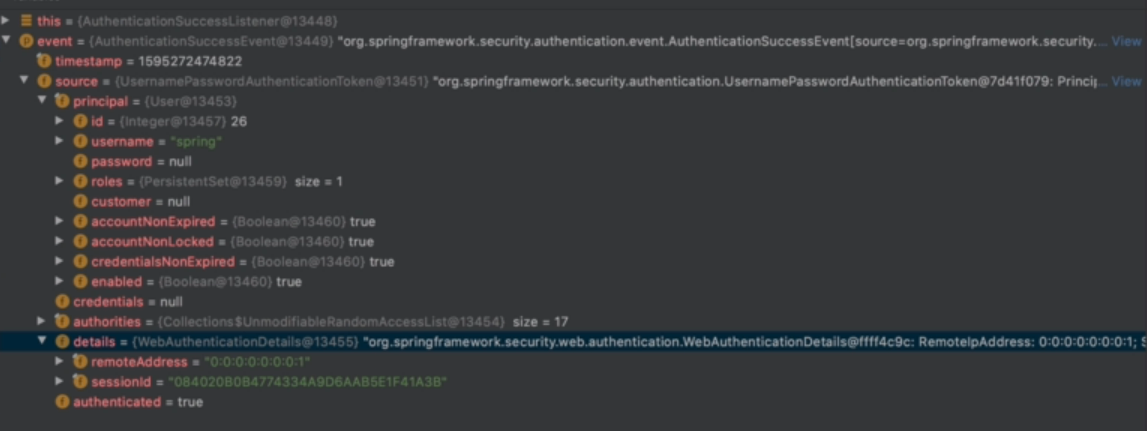 this = {AuthenticationSuccessListener@13448}
event = {AuthenticationSuccessEvent@13449} "org.springframework.security.authentication.event.AuthenticationSuccessEvent[source=org.springframework.security.... View
timestamp = 1595272474822
source = {UsernamePasswordAuthenticationToken@13451} "org.springframework.security.authentication.UsernamePasswordAuthenticationToken@7d41f079: Princip... View
principal = {User@13453}
id = {Integer@13457} 26
username = "spring"
password = null
roles = {PersistentSet@13459} size = 1
customer = null
accountNonExpired = {Boolean@13460} true
accountNonLocked = {Boolean@13460} true
credentialsNonExpired = {Boolean@13460} true
enabled = {Boolean@13460} true
credentials = null
authorities = {Collections$UnmodifiableRandomAccessList@13454} size = 17
details = {WebAuthenticationDetails@13455} "org.springframework.security.web.authentication.WebAuthenticationDetails@ffff4c9c: RemoteIpAddress: 0:0:0:0:0:0:0:1; S
remoteAddress = "0:0:0:0:0:0:0:1"
sessionId = "084020B0B4774334A9D6AAB5E1F41A3B"
authenticated = true